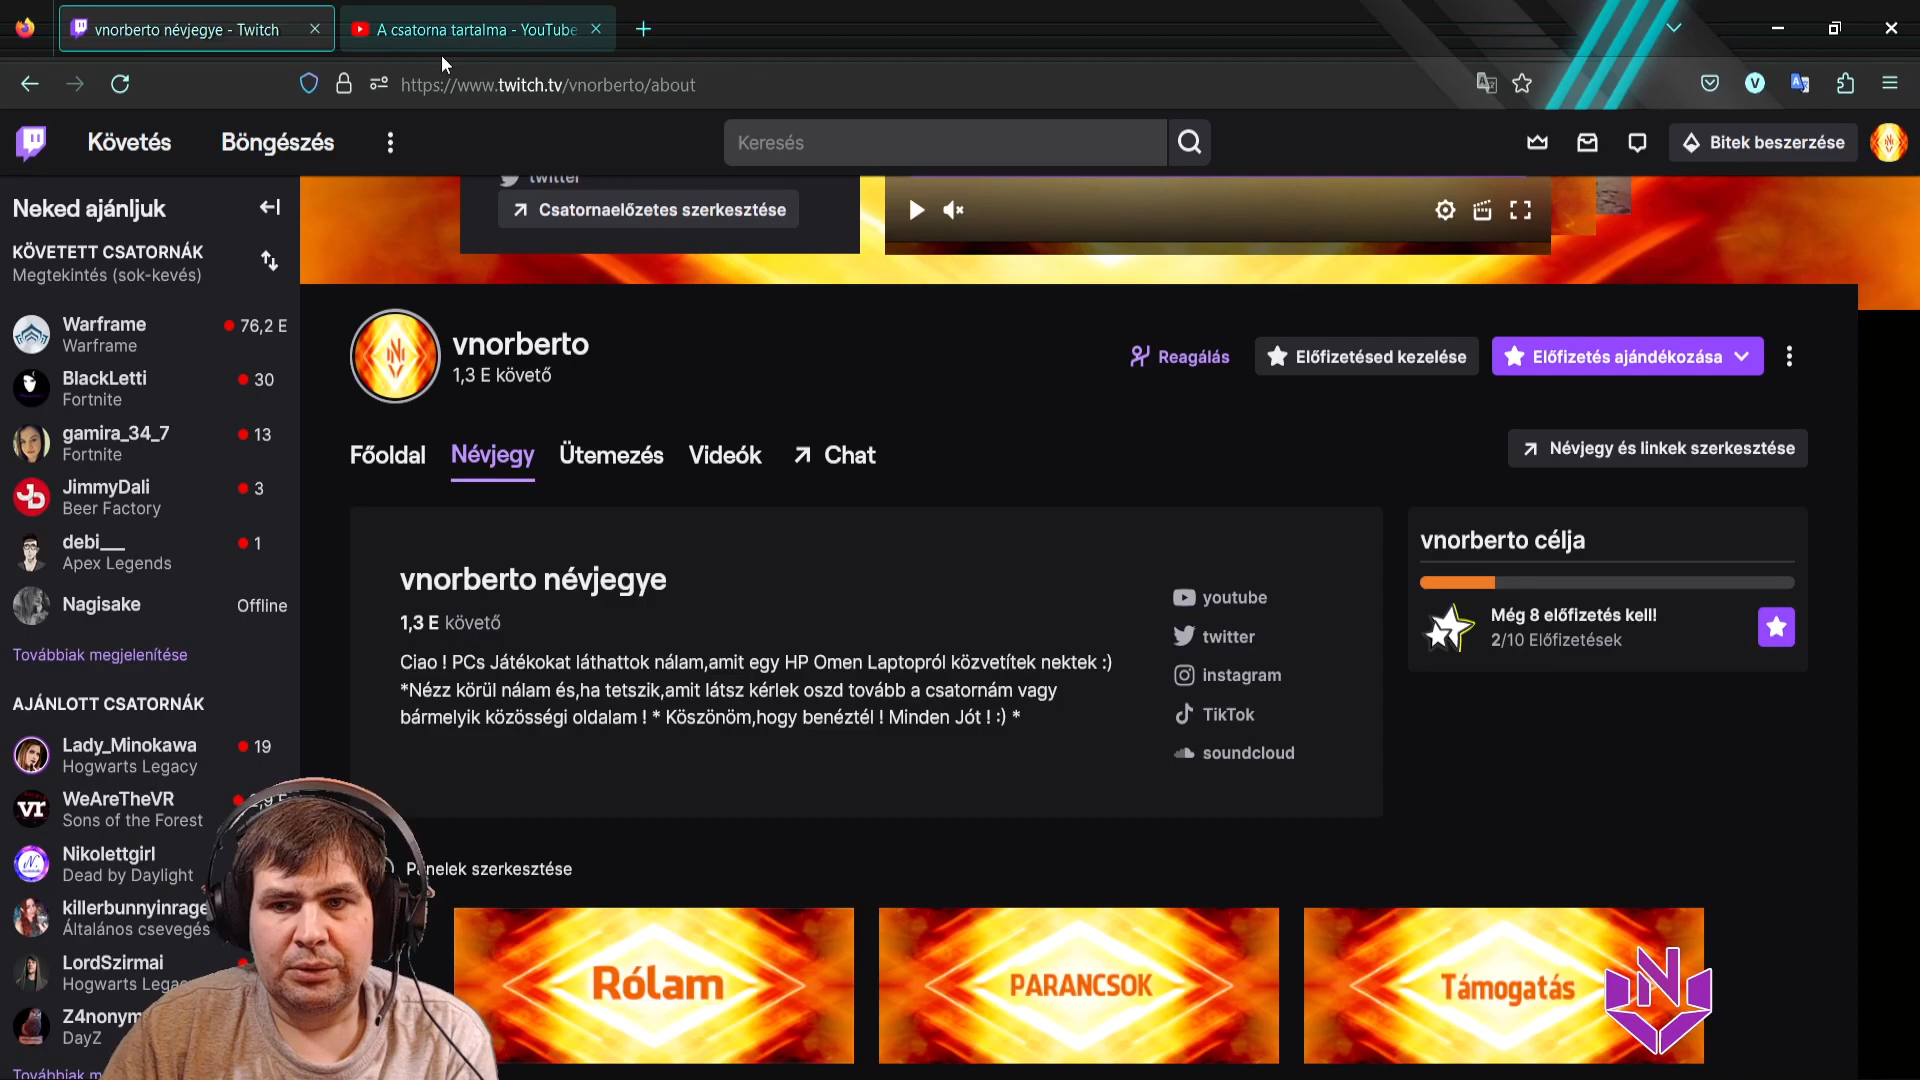 vnorberto névjegye - Twitch
A csatorna tartalma - YouTube
https://www.twitch.tv/vnorberto/about
V
Követés
Böngészés
Keresés
Bitek beszerzése
Neked ajánljuk
KÖVETETT CSATORNÁK
Megtekintés (sok-kevés)
Warframe
76,2 E
Warframe
BlackLetti
30
Fortnite
gamira_34_7
13
Fortnite
JimmyDali
3
Beer Factory
debi___
1
Apex Legends
Nagisake
Offline
Továbbiak megjelenítése
AJÁNLOTT CSATORNÁK
Lady_Minokawa
19
Hogwarts Legacy
WeAreTheVR
Sons of the Forest
Nikolettgirl
Dead by Daylight
killerbunnyinrage
Általános csevegés
LordSzirmai
Hogwarts
Z4nonym
DayZ
Továbbiak
twitter
Csatornaelőzetes szerkesztése
vnorberto
1,3 E követő
Reagálás
Előfizetésed kezelése
Előfizetés ajándékozása
Főoldal
Névjegy
Ütemezés
Videók
Chat
Névjegy és linkek szerkesztése
vnorberto névjegye
1,3 E követő
Ciao ! PCs Játékokat láthattok nálam,amit egy HP Omen Laptopról közvetítek nektek :)
*Nézz körül nálam és,ha tetszik,amit látsz kérlek oszd tovább a csatornám vagy
bármelyik közösségi oldalam ! * Köszönöm,hogy benéztél ! Minden Jót ! :) *
youtube
twitter
instagram
TikTok
soundcloud
vnorberto célja
Még 8 előfizetés kell!
2/10 Előfizetések
Panelek szerkesztése
Rólam
PARANCSOK
Támogatás